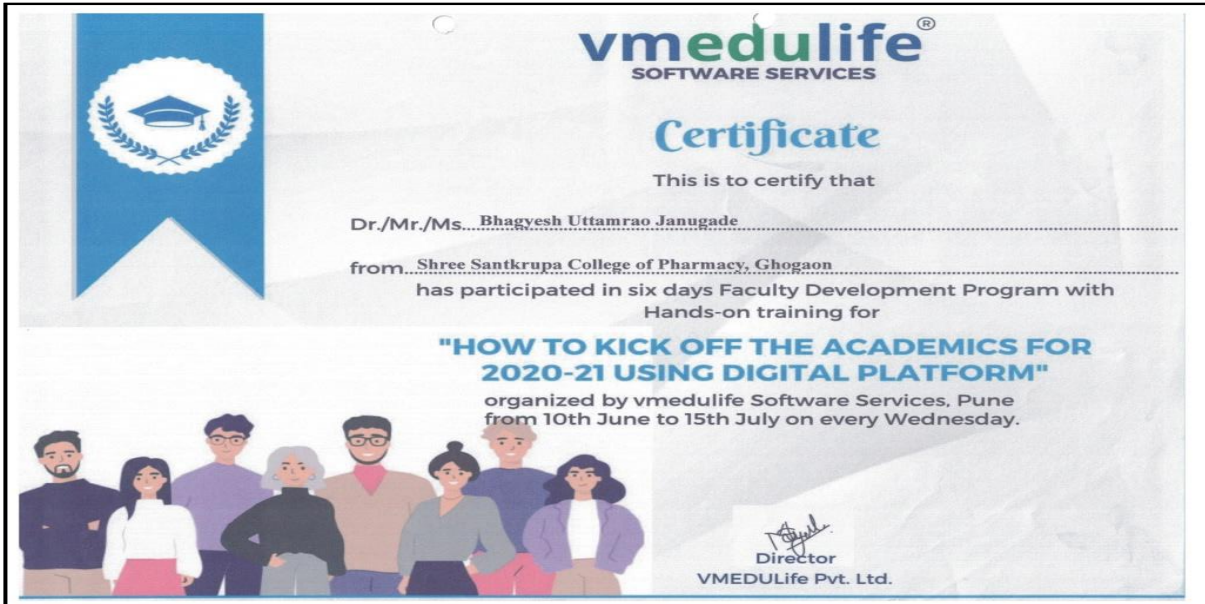 vmedulife®
SOFTWARE SERVICES
Certificate
This is to certify that
Dr./Mr./Ms. Bhagyesh Uttamrao Janugade
from Shree Santkrupa College of Pharmacy, Ghogaon
has participated in six days Faculty Development Program with
Hands-on training for
"HOW TO KICK OFF THE ACADEMICS FOR
2020-21 USING DIGITAL PLATFORM"
organized by vmedulife Software Services, Pune
from 10th June to 15th July on every Wednesday.
Director
VMEDULife Pvt. Ltd.